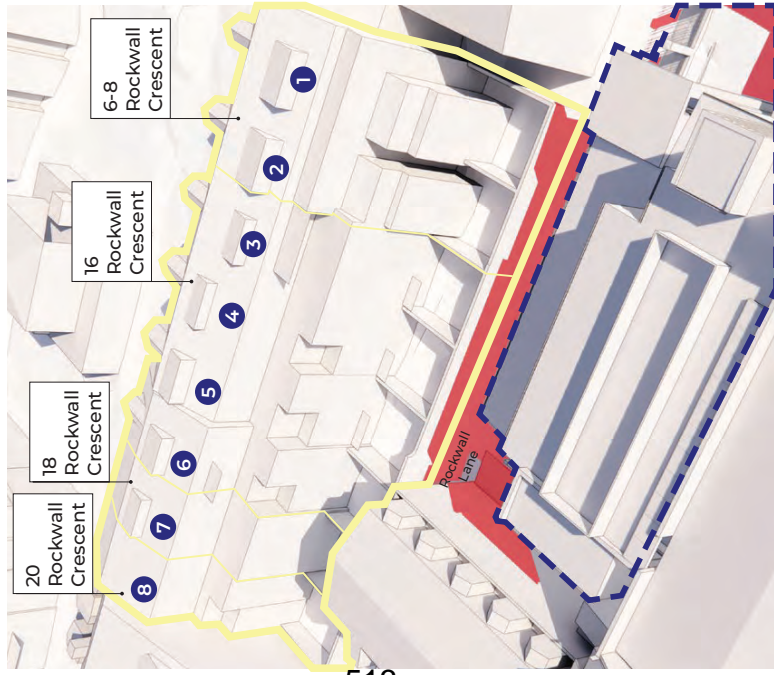 6-8
Rockwall
Crescent
16
Rockwall
Crescent
18
Rockwall
Crescent
20
Rockwall
Crescent
1
2
3
4
5
6
7
8
Rockwall
Lane